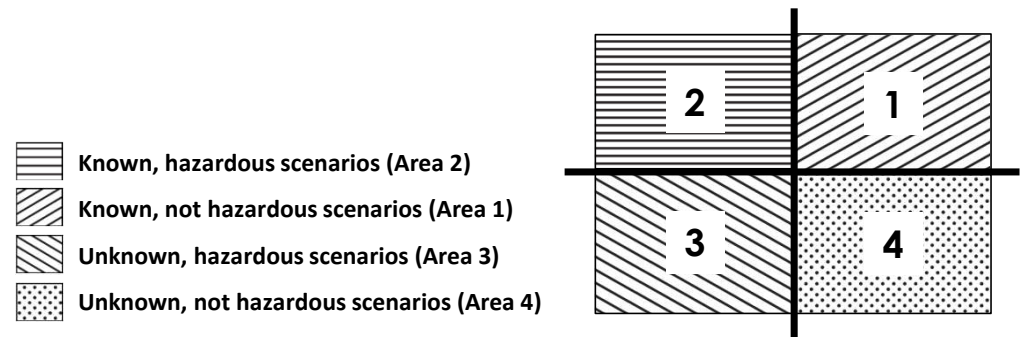 2
1
Known, hazardous scenarios (Area 2)
Known, not hazardous scenarios (Area 1)
Unknown, hazardous scenarios (Area 3)
3
4
Unknown, not hazardous scenarios (Area 4)